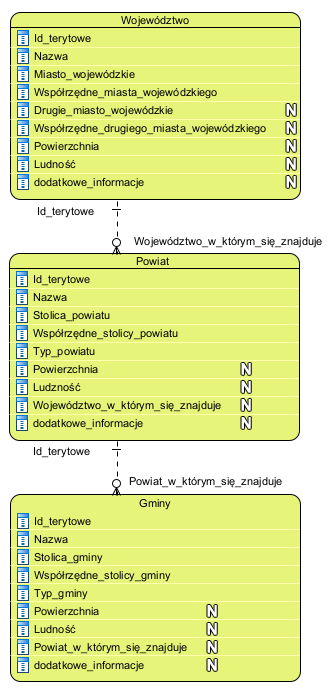 Województwo
Id_terytowe
Nazwa
Miasto_wojewódzkie
Współrzędne_miasta_wojewódzkiego
Drugie_miasto_wojewódzkie N
Współrzędne_drugiego_miasta_wojewódzkiego N
Powierzchnia N
Ludność N
dodatkowe_informacje N
Id_terytowe
Województwo_w_którym_się_znajduje
Powiat
Id_terytowe
Nazwa
Stolica_powiatu
Współrzędne_stolicy_powiatu
Typ_powiatu
Powierzchnia N
Ludzność N
Województwo_w_którym_się_znajduje N
dodatkowe_informacje N
Id_terytowe
Powiat_w_którym_się_znajduje
Gminy
Id_terytowe
Nazwa
Stolica_gminy
Współrzędne_stolicy_gminy
Typ_gminy
Powierzchnia N
Ludność N
Powiat_w_którym_się_znajduje N
dodatkowe_informacje N